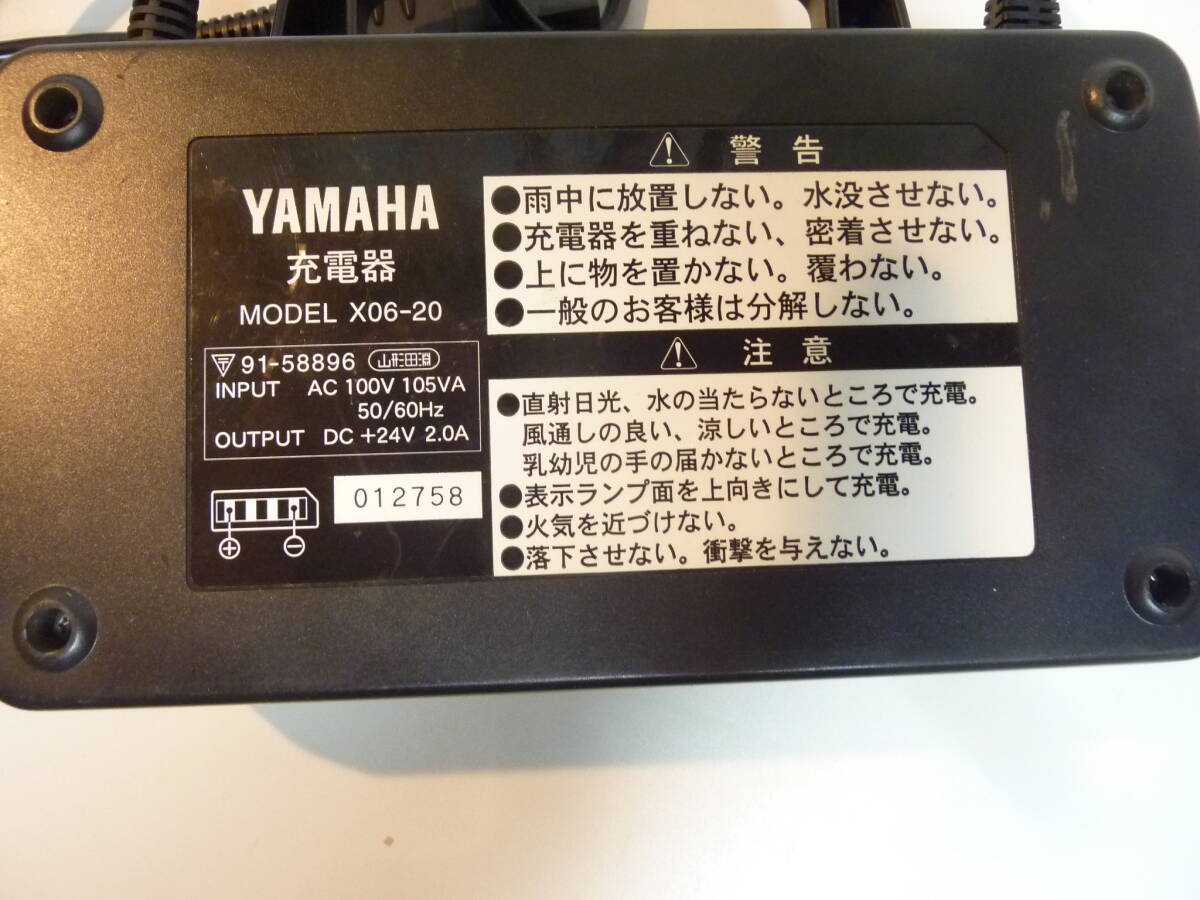 YAMAHA
充電器
MODEL X06-20
〒 91-58896 山形田淵
INPUT AC 100V 105VA
50/60Hz
OUTPUT DC +24V 2.0A
012758
⊕ ⊖
⚠ 警告
●雨中に放置しない。水没させない。
●充電器を重ねない、密着させない。
●上に物を置かない。覆わない。
●一般のお客様は分解しない。
⚠ 注意
●直射日光、水の当たらないところで充電。
風通しの良い、涼しいところで充電。
乳幼児の手の届かないところで充電。
●表示ランプ面を上向きにして充電。
●火気を近づけない。
●落下させない。衝撃を与えない。